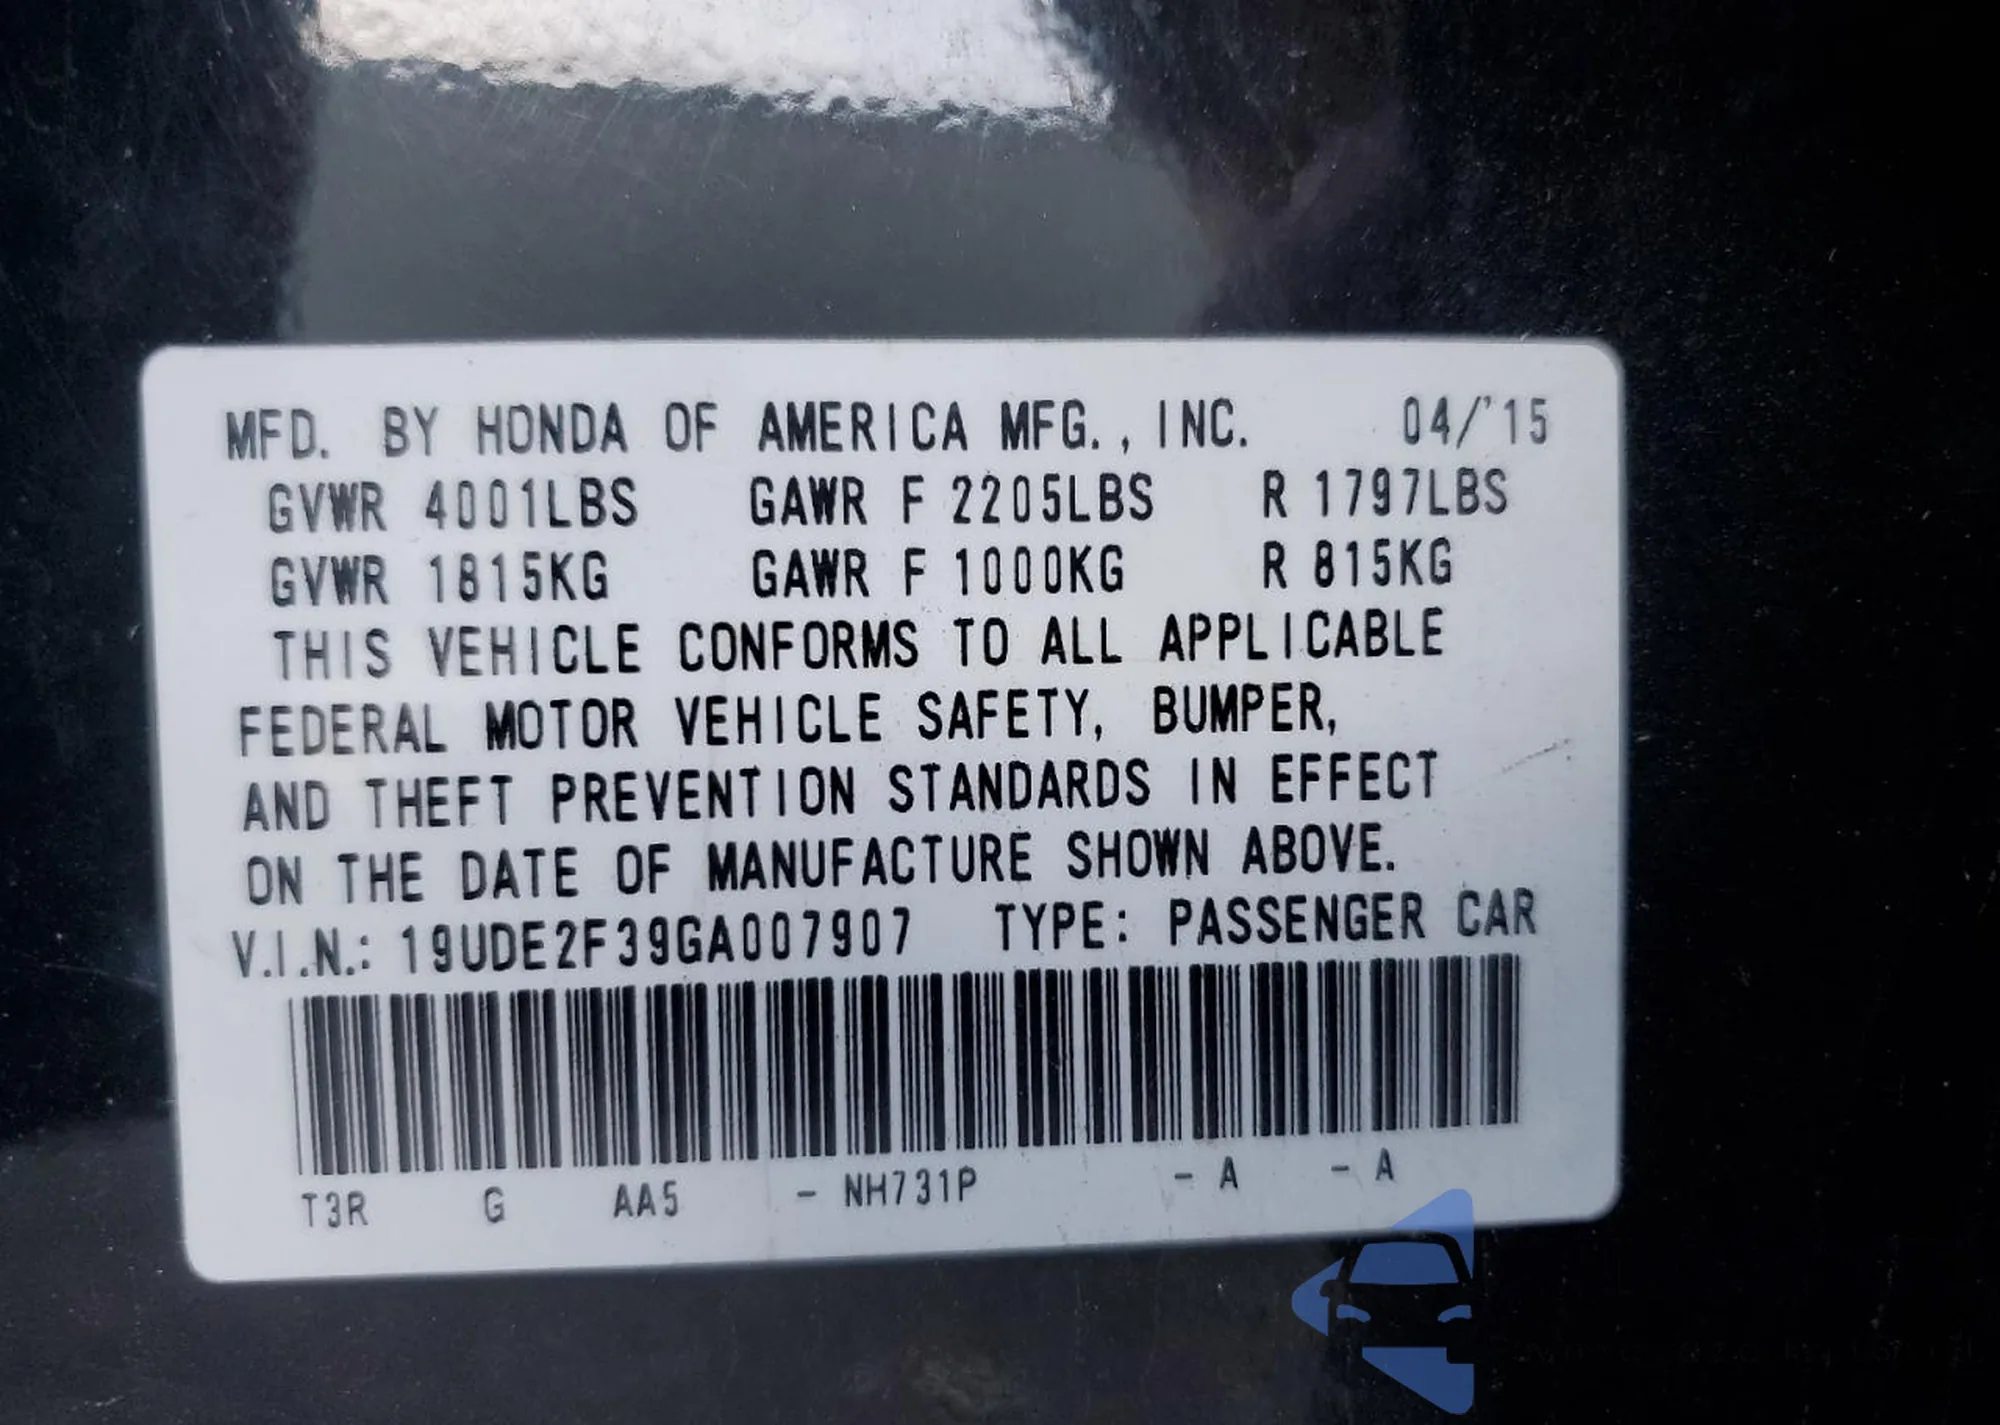 MFD. BY HONDA OF AMERICA MFG., INC. 04/'15
GVWR 4001LBS GAWR F 2205LBS R 1797LBS
GVWR 1815KG GAWR F 1000KG R 815KG
THIS VEHICLE CONFORMS TO ALL APPLICABLE
FEDERAL MOTOR VEHICLE SAFETY, BUMPER,
AND THEFT PREVENTION STANDARDS IN EFFECT
ON THE DATE OF MANUFACTURE SHOWN ABOVE.
V.I.N.: 19UDE2F39GA007907 TYPE: PASSENGER CAR
T3R G AA5 - NH731P - A - A